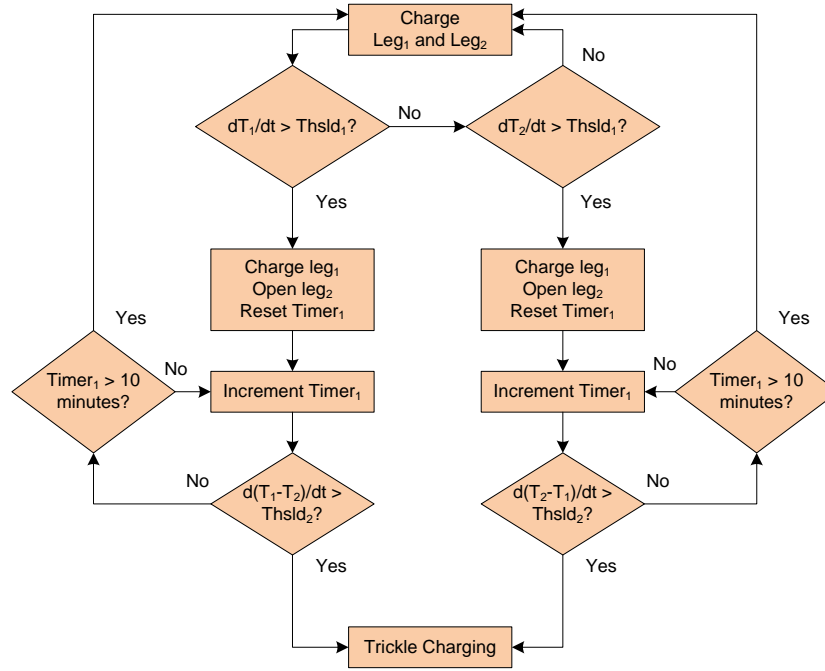 Charge
Leg₁ and Leg₂
No
dT₁/dt > Thsld₁?
No
dT₂/dt > Thsld₁?
Yes
Yes
Charge leg₁
Open leg₂
Reset Timer₁
Charge leg₁
Open leg₂
Reset Timer₁
Yes
Yes
Timer₁ > 10
minutes?
No
Increment Timer₁
Increment Timer₁
No
Timer₁ > 10
minutes?
No
d(T₁-T₂)/dt >
Thsld₂?
d(T₂-T₁)/dt >
Thsld₂?
No
Yes
Yes
Trickle Charging